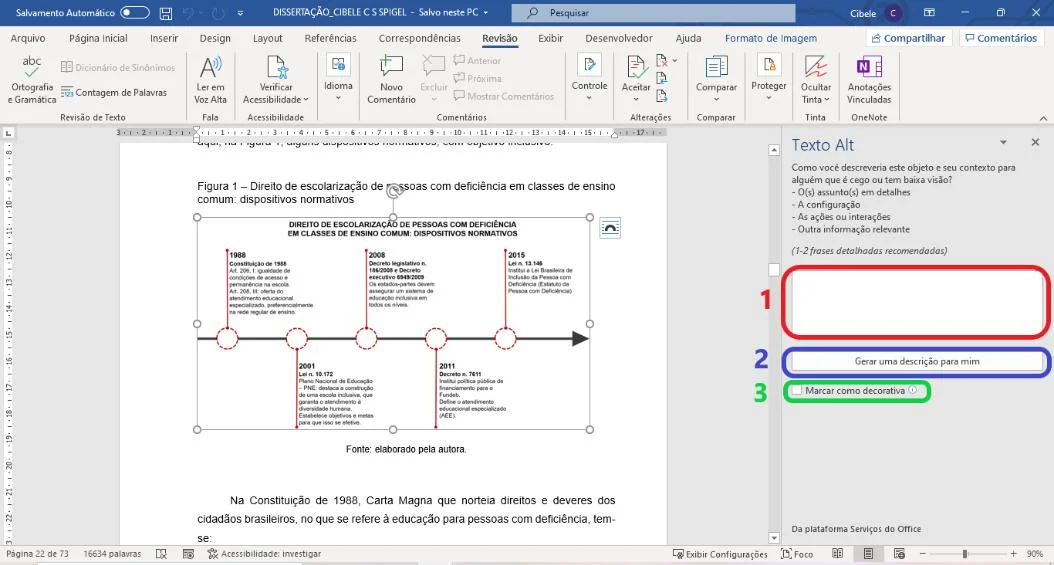 Salvamento Automático
DISSERTAÇÃO_CIBELE C S SPIGEL - Salvo neste PC
Pesquisar
Cibele
C
Arquivo Página Inicial Inserir Design Layout Referências Correspondências Revisão Exibir Desenvolvedor Ajuda Formato de Imagem Compartilhar Comentários
abc
Ortografia e Gramática
Dicionário de Sinônimos
Contagem de Palavras
Revisão de Texto
Ler em Voz Alta
Fala
Verificar Acessibilidade
Acessibilidade
Idioma
Novo Comentário
Excluir
Anterior
Próxima
Mostrar Comentários
Comentários
Controle
Aceitar
Alterações
Comparar
Comparar
Proteger
Ocultar Tinta
Tinta
Anotações Vinculadas
OneNote
aqui, na Figura 1, alguns dispositivos normativos, com objetivo inclusivo.
Figura 1 – Direito de escolarização de pessoas com deficiência em classes de ensino
comum: dispositivos normativos
DIREITO DE ESCOLARIZAÇÃO DE PESSOAS COM DEFICIÊNCIA
EM CLASSES DE ENSINO COMUM: DISPOSITIVOS NORMATIVOS
1988
Constituição de 1988
Art. 206, I: igualdade de
condições de acesso e
permanência na escola.
Art. 208, III: oferta do
atendimento educacional
especializado, preferencialmente
na rede regular de ensino.
2008
Decreto legislativo n.
186/2008 e Decreto
executivo 6949/2009
Os estados-partes devem
assegurar um sistema de
educação inclusiva em
todos os níveis.
2015
Lei n. 13.146
Institui a Lei Brasileira de
Inclusão da Pessoa com
Deficiência (Estatuto da
Pessoa com Deficiência)
2001
Lei n. 10.172
Plano Nacional de Educação
– PNE: destaca a construção
de uma escola inclusiva, que
garanta o atendimento à
diversidade humana.
Estabelece objetivos e metas
para que isso se efetive.
2011
Decreto n. 7611
Institui política pública de
financiamento para o
Fundeb.
Define o atendimento
educacional especializado
(AEE).
Fonte: elaborado pela autora.
Na Constituição de 1988, Carta Magna que norteia direitos e deveres dos
cidadãos brasileiros, no que se refere à educação para pessoas com deficiência, tem-
se:
Texto Alt
Como você descreveria este objeto e seu contexto para
alguém que é cego ou tem baixa visão?
- O(s) assunto(s) em detalhes
- A configuração
- As ações ou interações
- Outra informação relevante
(1-2 frases detalhadas recomendadas)
1
2
Gerar uma descrição para mim
3
Marcar como decorativa
Da plataforma Serviços do Office
Página 22 de 73 16634 palavras Acessibilidade: investigar Exibir Configurações Foco 90%